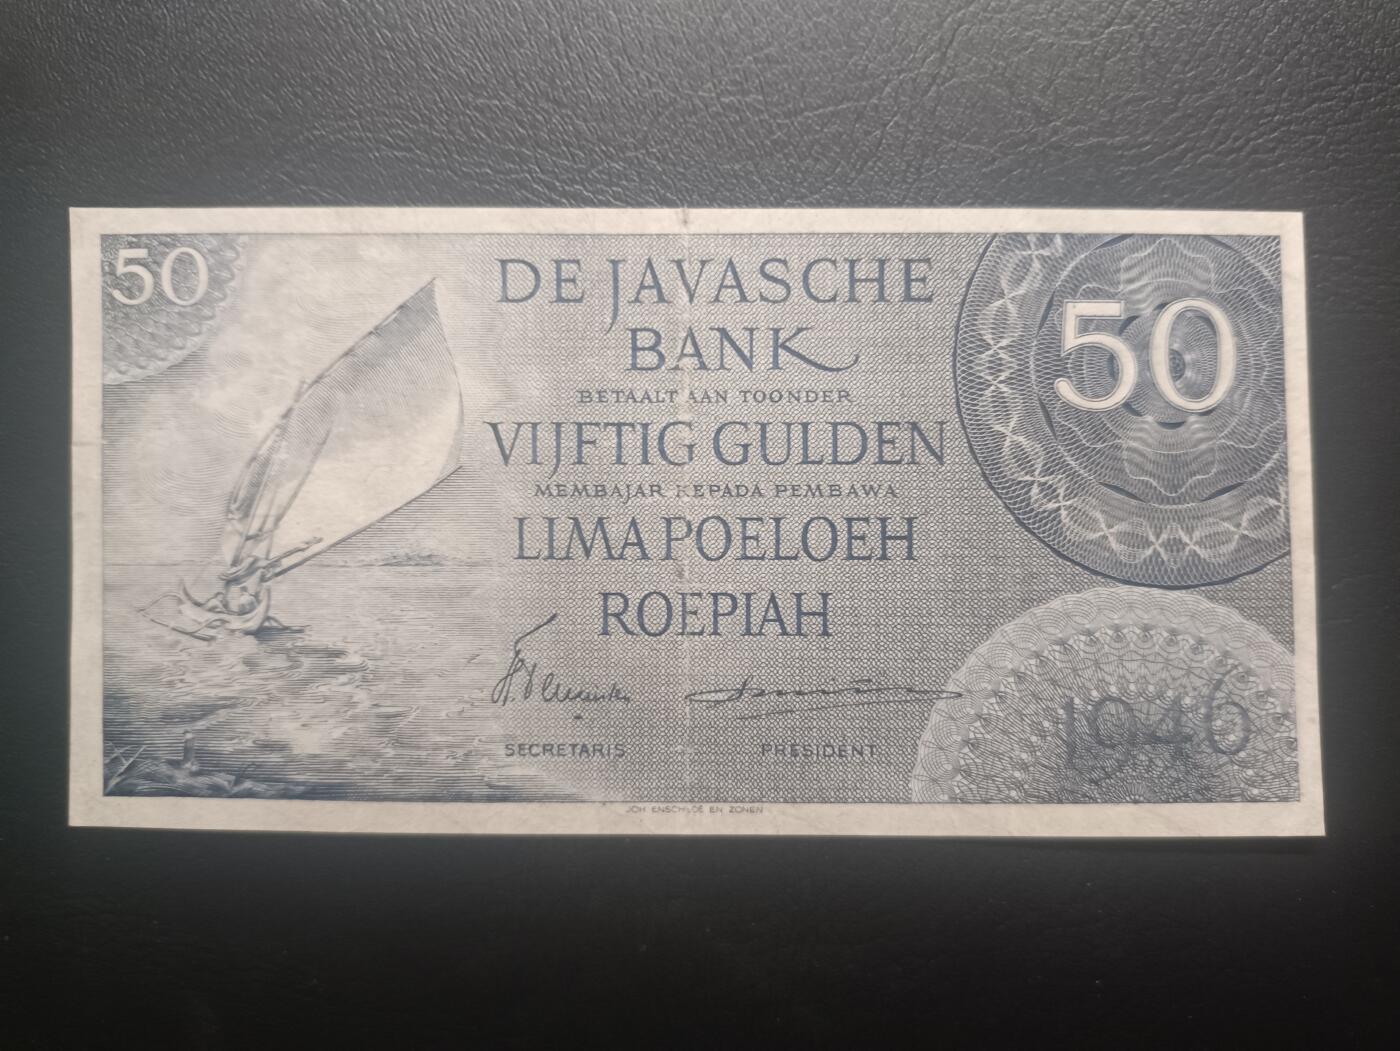 50
DE JAVASCHE
BANK
50
BETAALT AAN TOONDER
VIJFTIG GULDEN
MEMBAJAR KEPADA PEMBAWA
LIMA POELOEH
ROEPIAH
SECRETARIS PRESIDENT
1946
JOH. ENSCHEDÉ EN ZONEN